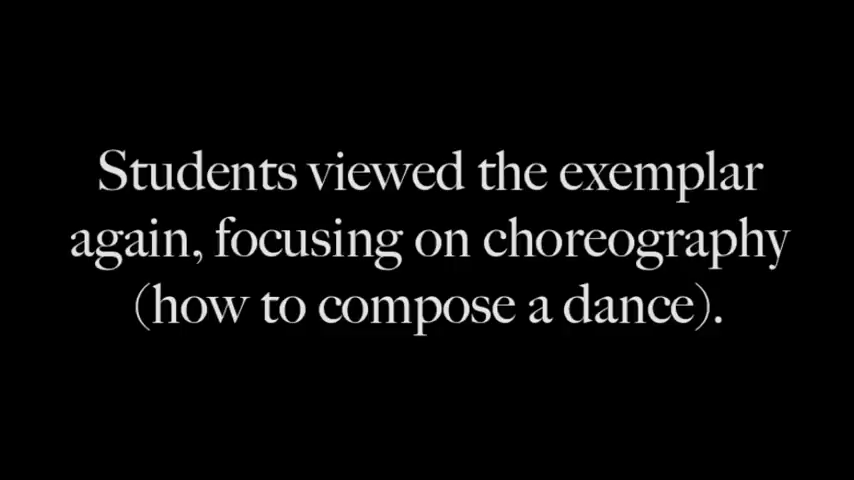 Students viewed the exemplar
again, focusing on choreography
(how to compose a dance).